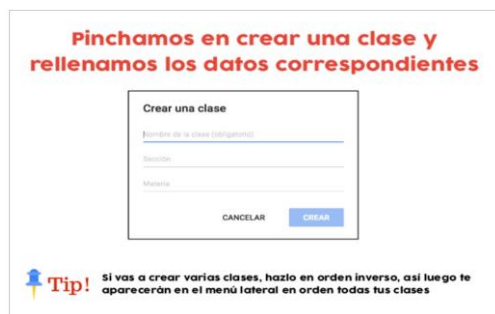 Pinchamos en crear una clase y
rellenamos los datos correspondientes
Crear una clase
Nombre de la clase (obligatorio)
Sección
Materia
CANCELAR
CREAR
Tip!
Si vas a crear varias clases, hazlo en orden inverso, así luego te
aparecerán en el menú lateral en orden todas tus clases